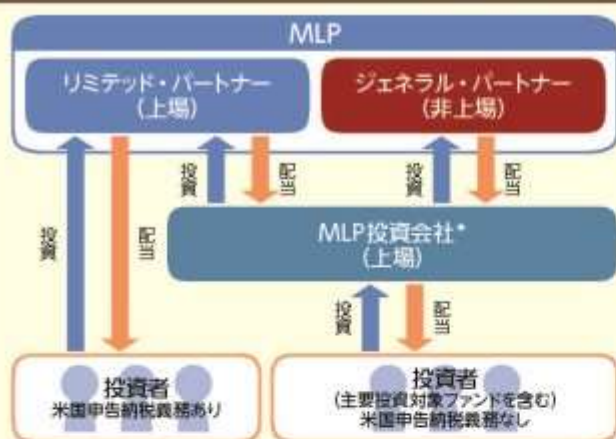 MLP
リミテッド・パートナー
(上場)
ジェネラル・パートナー
(非上場)
投資
配当
投資
配当
投資
配当
MLP投資会社*
(上場)
投資
配当
投資者
米国申告納税義務あり
投資者
(主要投資対象ファンドを含む)
米国申告納税義務なし